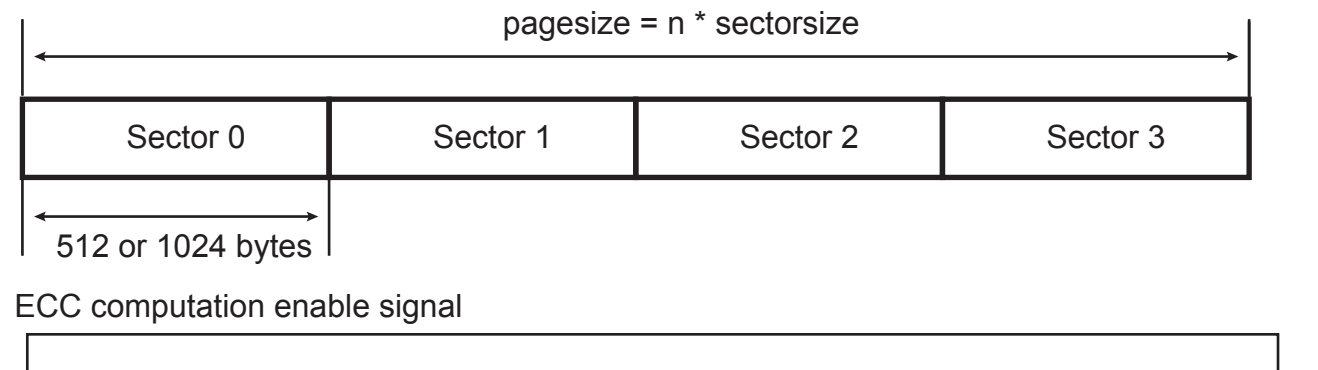 pagesize = n * sectorsize
Sector 0 Sector 1 Sector 2 Sector 3
512 or 1024 bytes
ECC computation enable signal